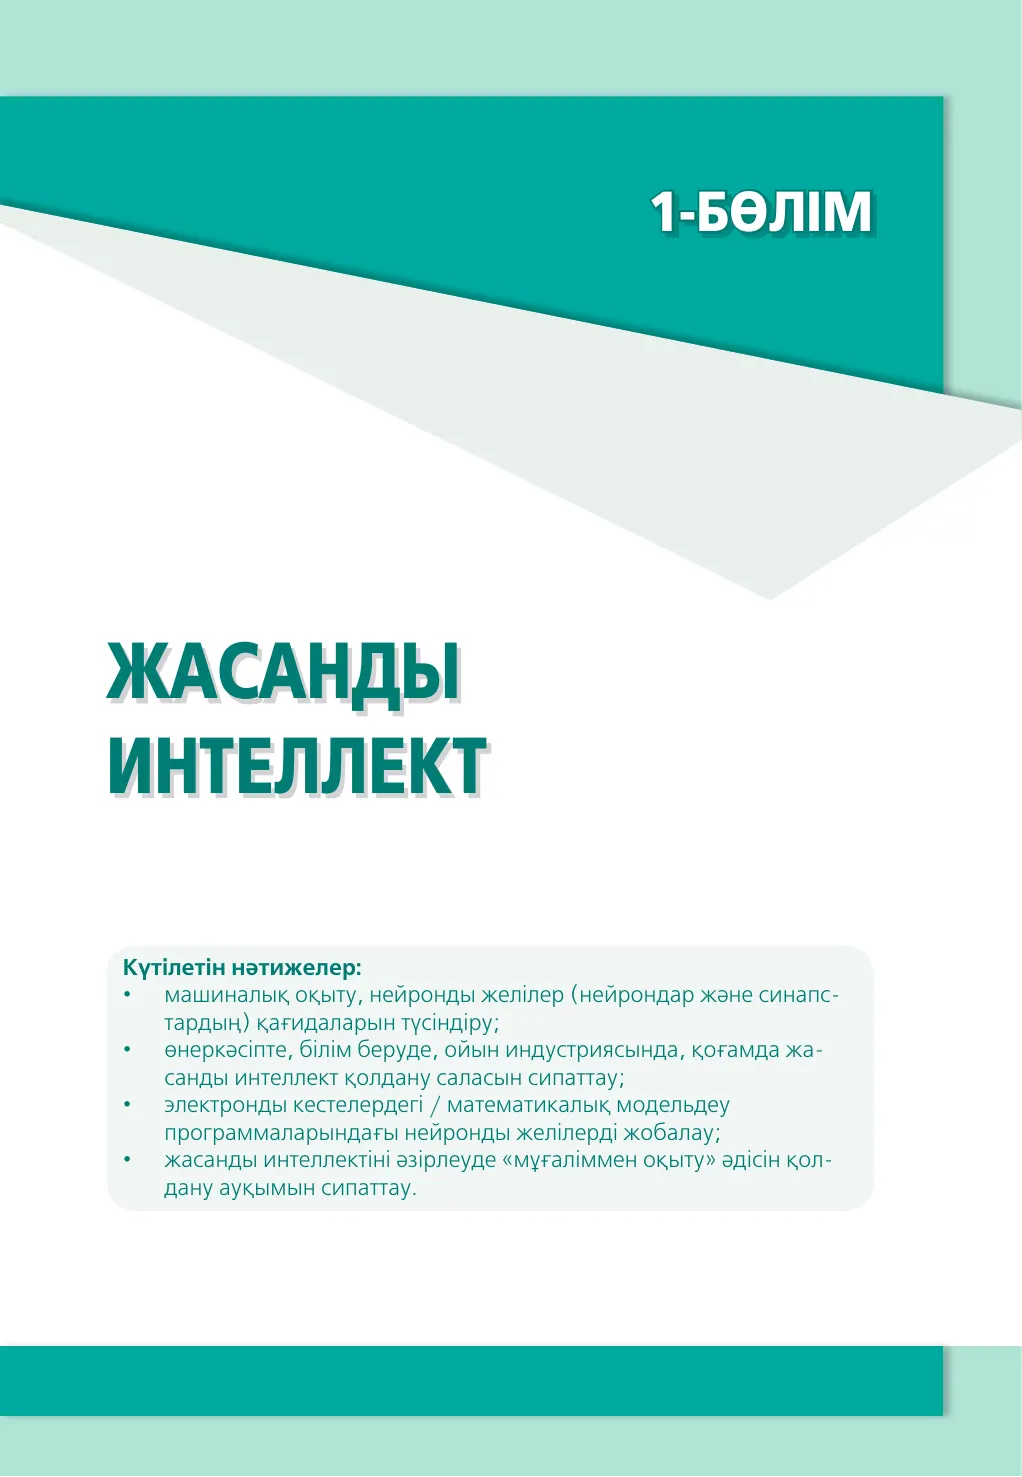 1-БӨЛІМ
ЖАСАНДЫ
ИНТЕЛЛЕКТ
Күтілетін нәтижелер:
• машиналық оқыту, нейронды желілер (нейрондар және синапс-
тардың) қағидаларын түсіндіру;
• өнеркәсіпте, білім беруде, ойын индустриясында, қоғамда жа-
санды интеллект қолдану саласын сипаттау;
• электронды кестелердегі / математикалық модельдеу
программаларындағы нейронды желілерді жобалау;
• жасанды интеллектіні әзірлеуде «мұғаліммен оқыту» әдісін қол-
дану ауқымын сипаттау.